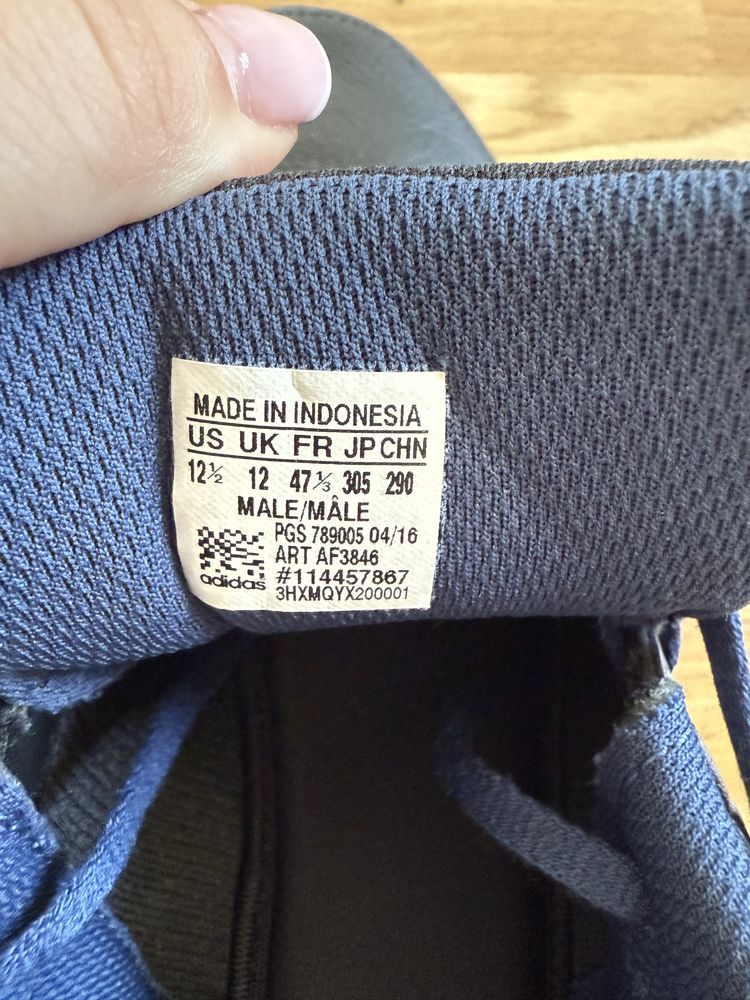 MADE IN INDONESIA
US UK FR JP CHN
12½ 12 47⅓ 305 290
MALE/MÂLE
PGS 789005 04/16
ART AF3846
#114457867
3HXMQYX200001
adidas